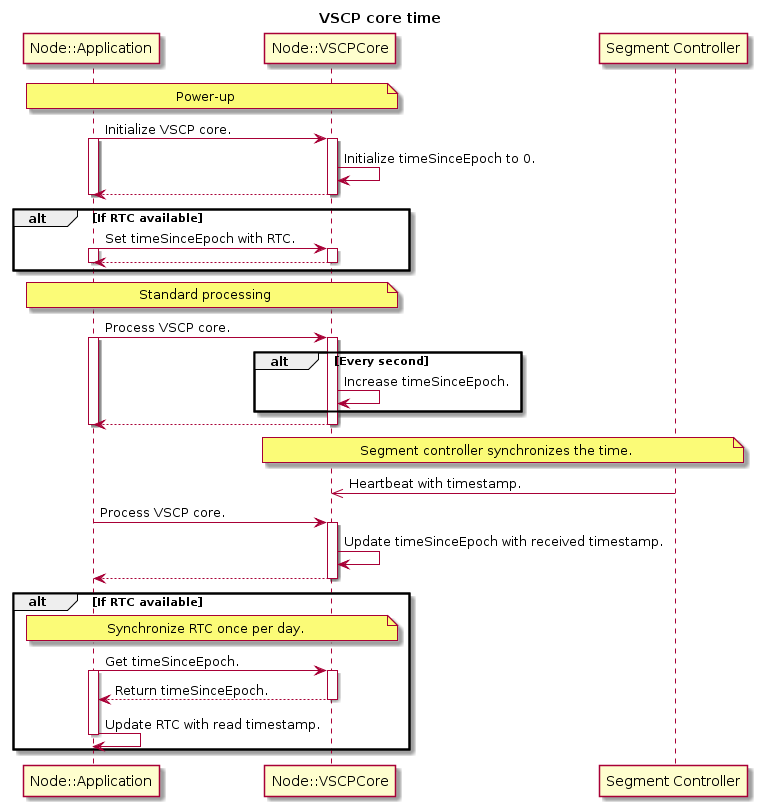 VSCP core time
Node::Application
Node::VSCPCore
Segment Controller
Power-up
Initialize VSCP core.
Initialize timeSinceEpoch to 0.
alt
[If RTC available]
Set timeSinceEpoch with RTC.
Standard processing
Process VSCP core.
alt
[Every second]
Increase timeSinceEpoch.
Segment controller synchronizes the time.
Heartbeat with timestamp.
Process VSCP core.
Update timeSinceEpoch with received timestamp.
alt
[If RTC available]
Synchronize RTC once per day.
Get timeSinceEpoch.
Return timeSinceEpoch.
Update RTC with read timestamp.
Node::Application
Node::VSCPCore
Segment Controller